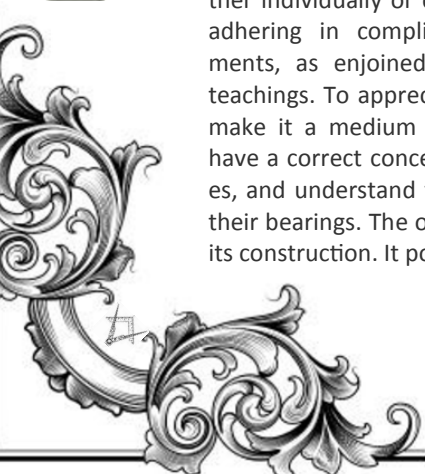 ther individually or
adhering in compli
ments, as enjoined
teachings. To apprec
make it a medium
have a correct conce
es, and understand
their bearings. The o
its construction. It po